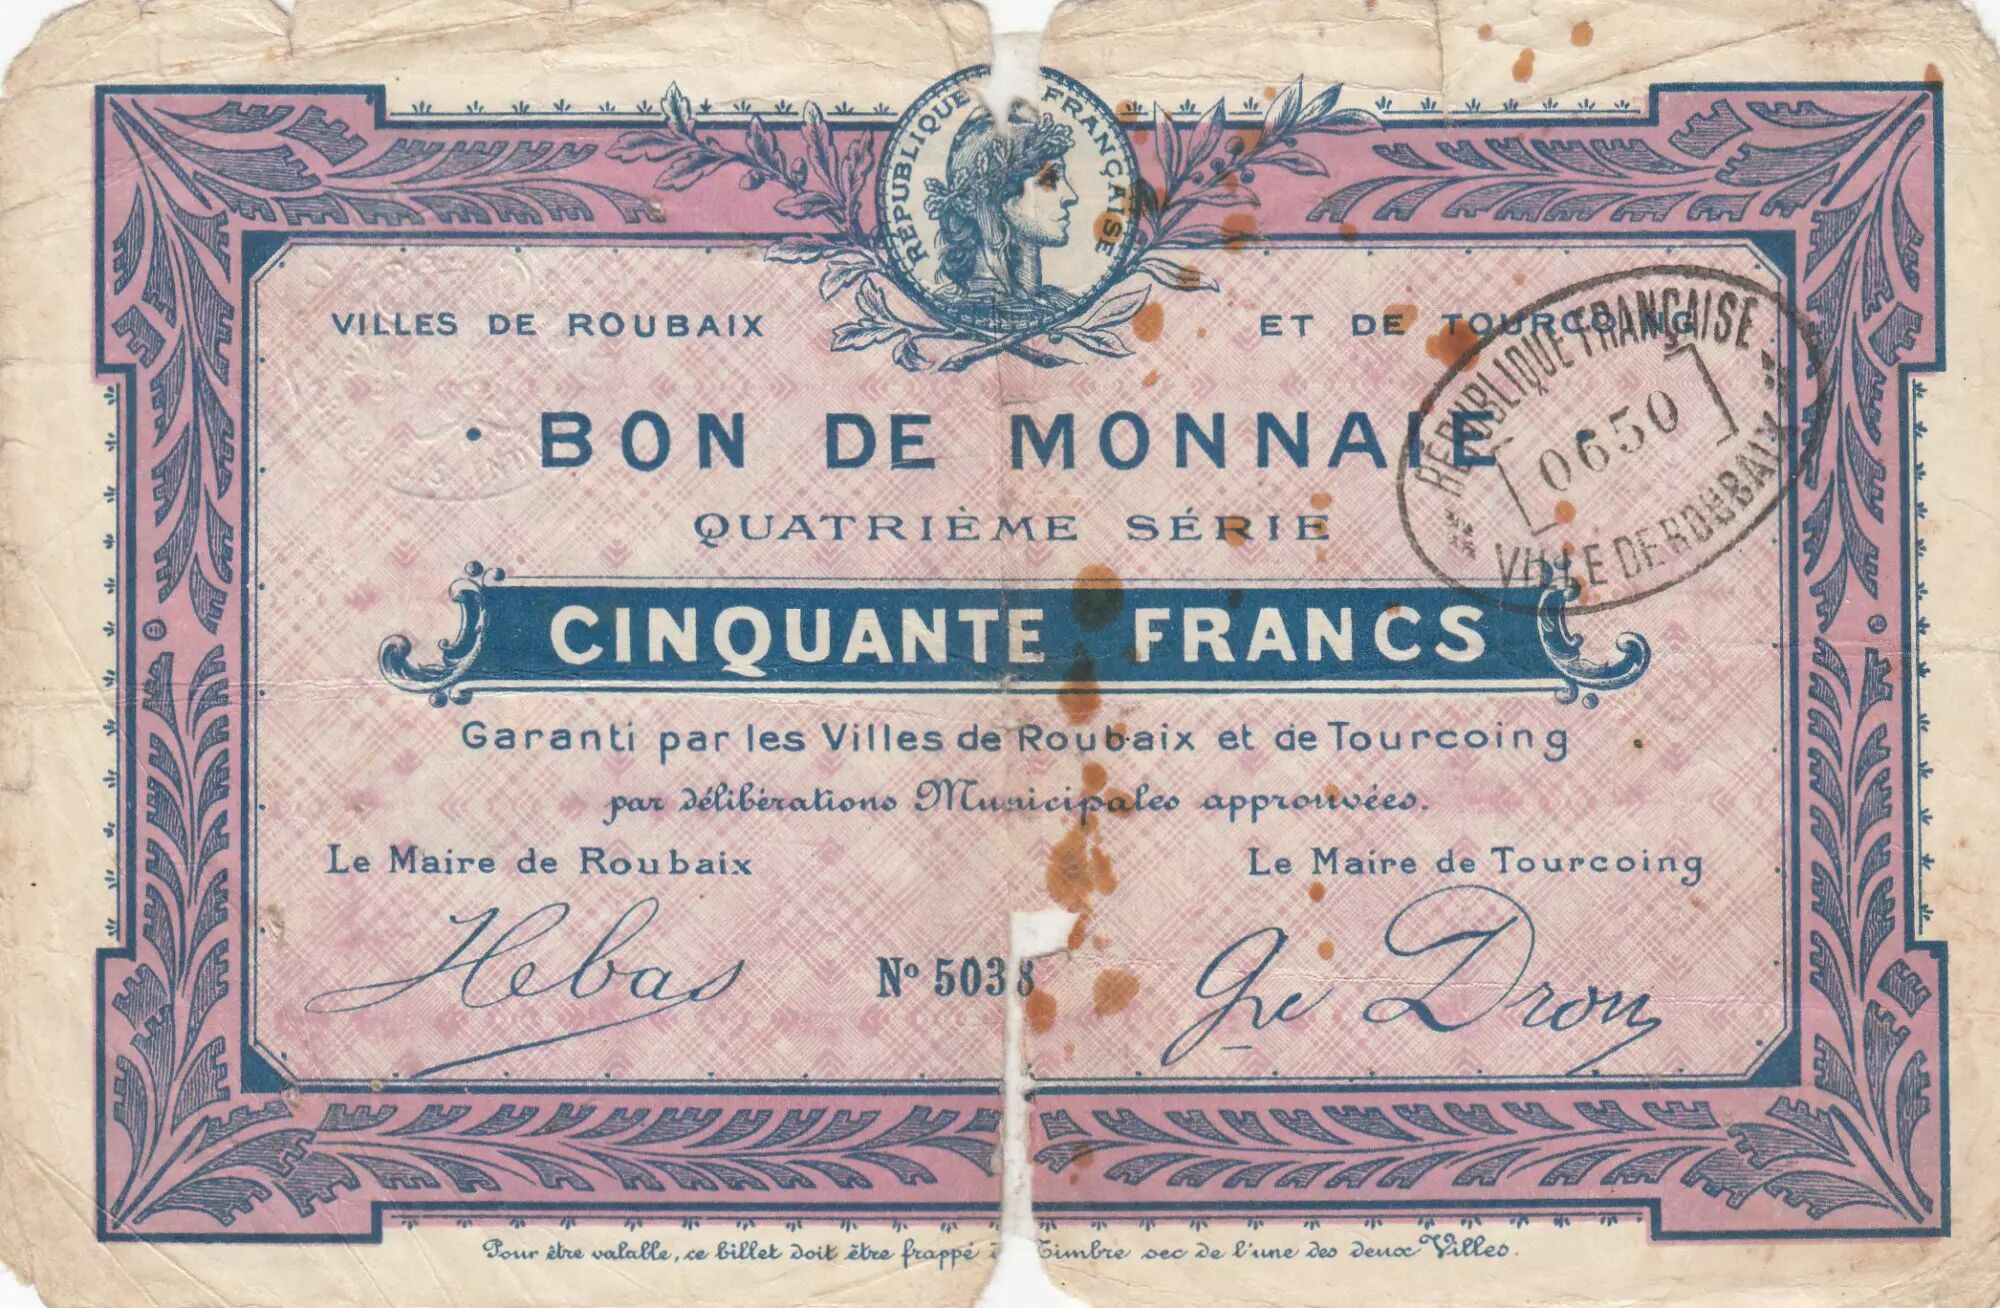 RÉPUBLIQUE FRANÇAISE
VILLES DE ROUBAIX ET DE TOURCOING
RÉPUBLIQUE FRANÇAISE
0650
VILLE DE ROUBAIX
BON DE MONNAIE
QUATRIÈME SÉRIE
CINQUANTE FRANCS
Garanti par les Villes de Roubaix et de Tourcoing
par délibérations Municipales approuvées.
Le Maire de Roubaix Le Maire de Tourcoing
Hebas Nº 5038 Gve Dron
Pour être valable, ce billet doit être frappé Timbre sec de l'une des deux Villes.